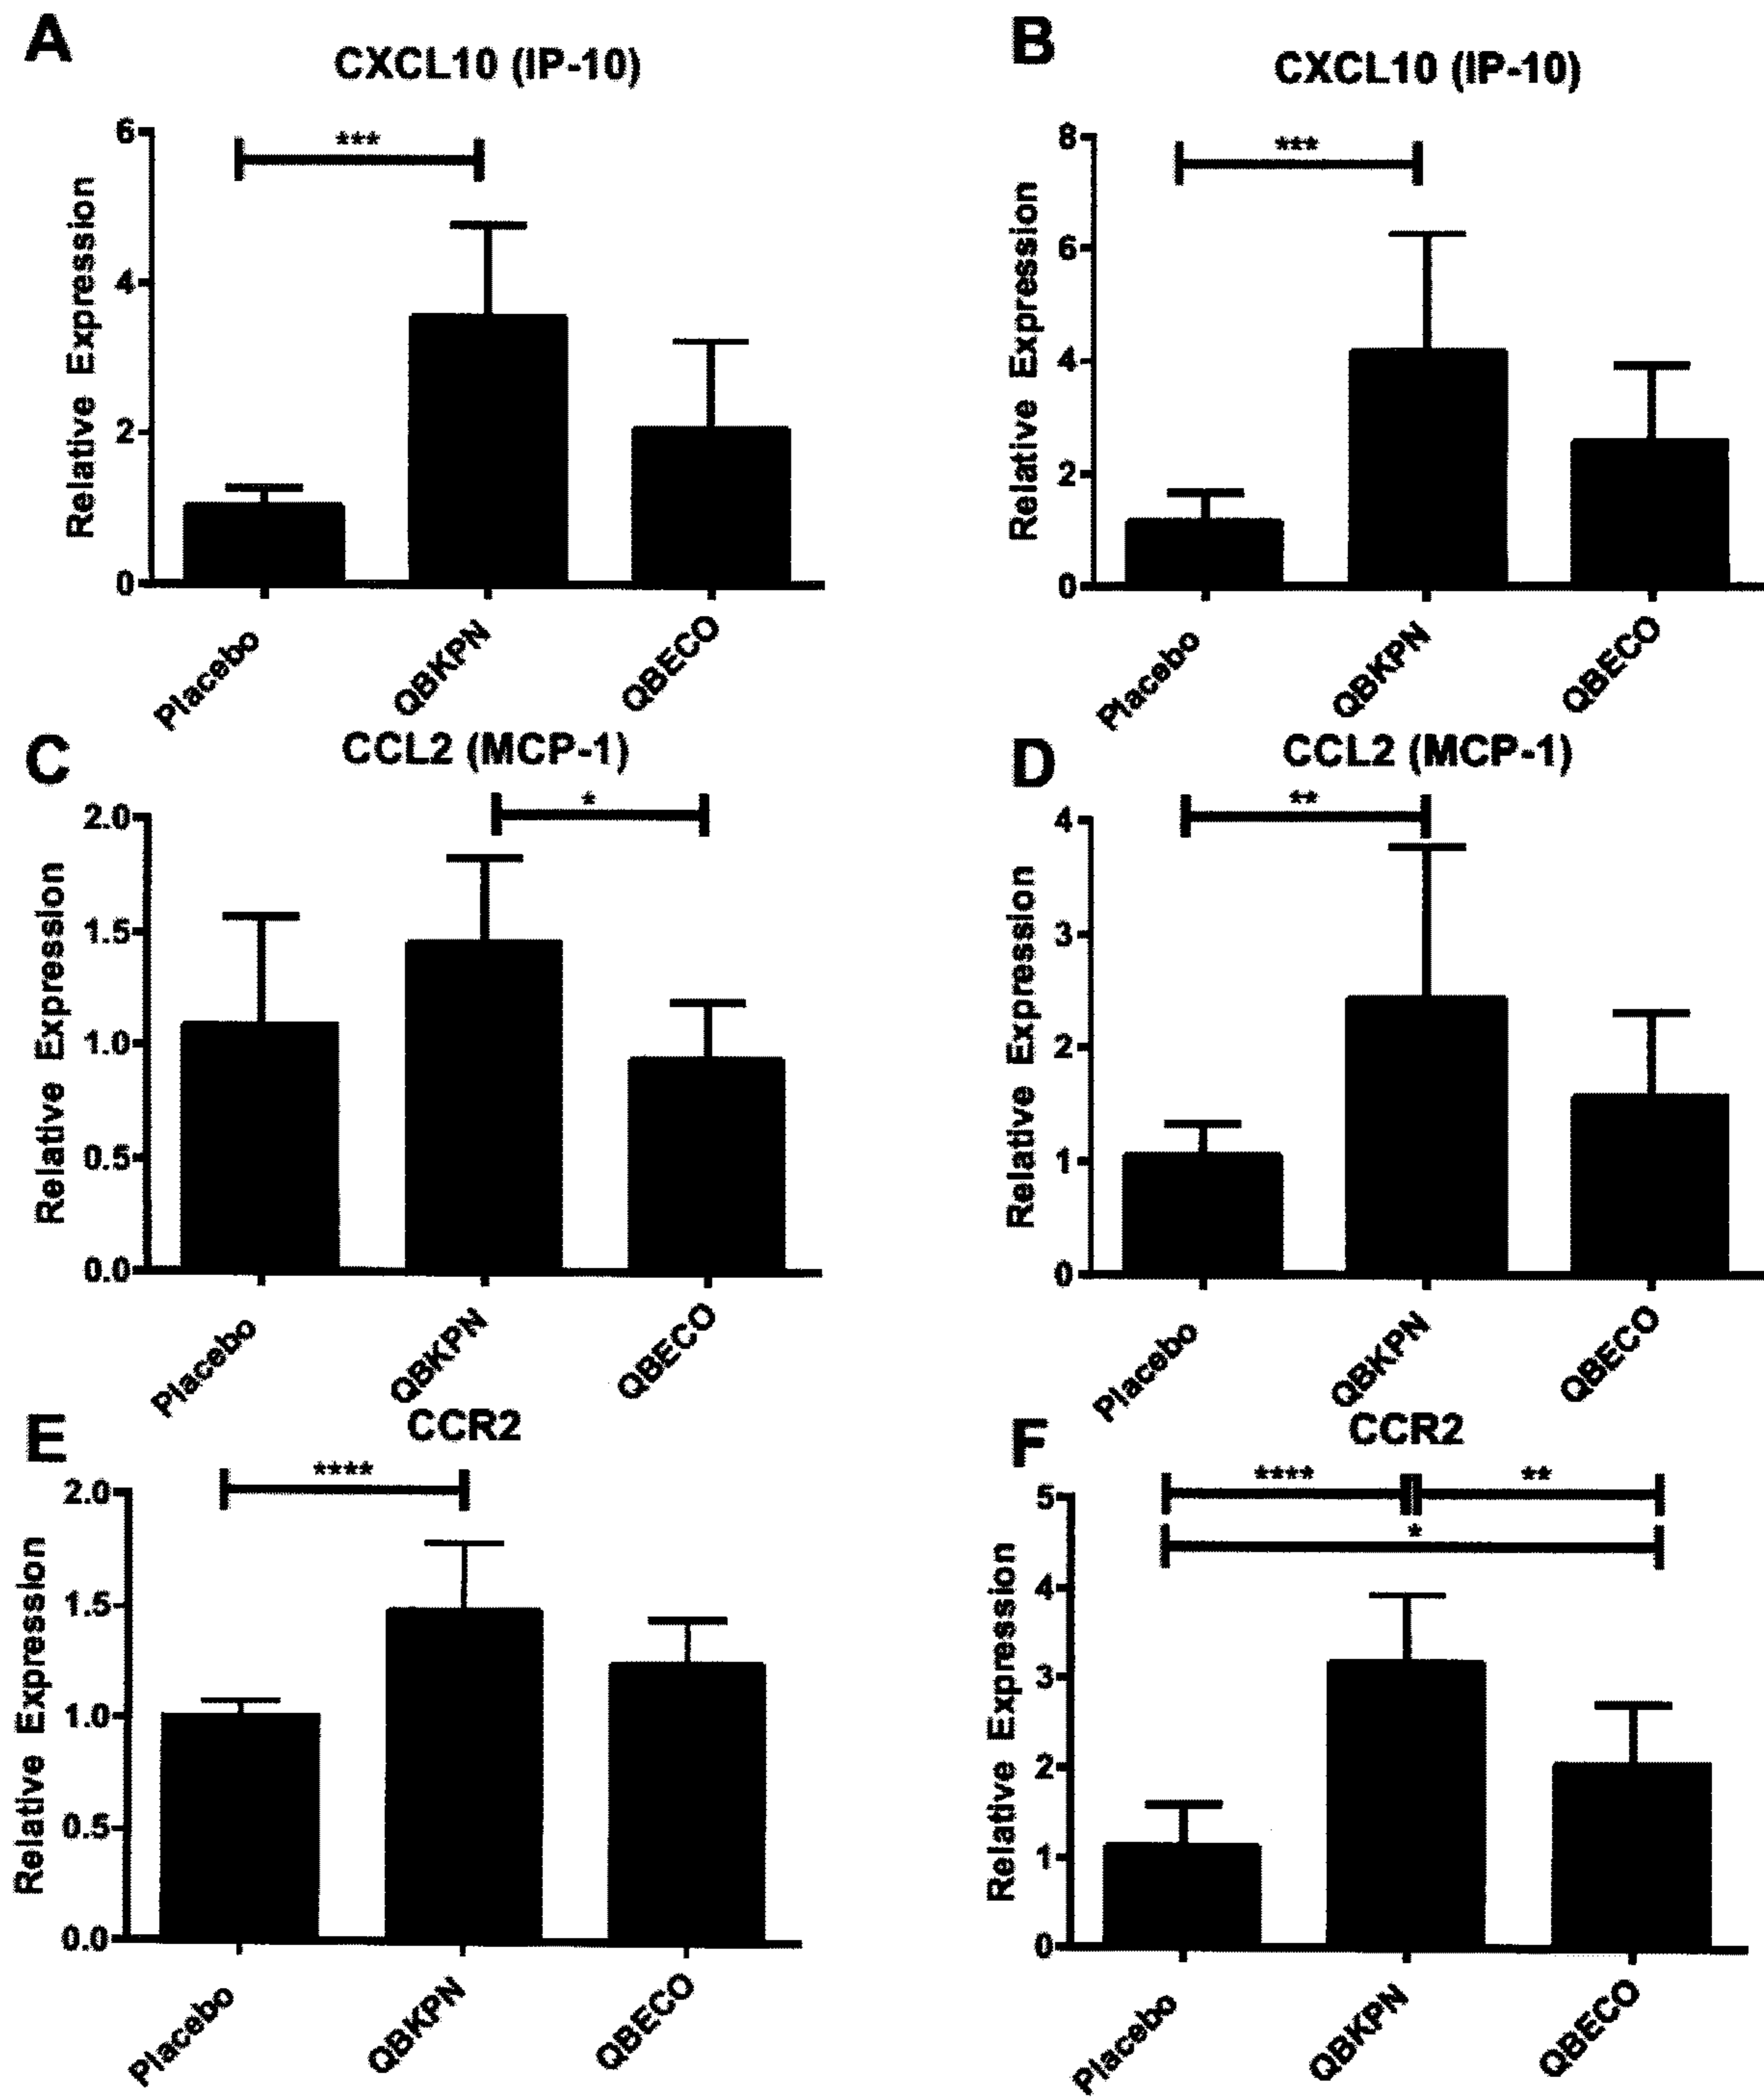 A
CXCL10 (IP-10)
***
Relative Expression
6
4
2
0
Placebo
QBKPN
QBECO
B
CXCL10 (IP-10)
***
Relative Expression
8
6
4
2
0
Placebo
QBKPN
QBECO
C
CCL2 (MCP-1)
*
Relative Expression
2.0
1.5
1.0
0.5
0.0
Placebo
QBKPN
QBECO
D
CCL2 (MCP-1)
**
Relative Expression
4
3
2
1
0
Placebo
QBKPN
QBECO
E
CCR2
****
Relative Expression
2.0
1.5
1.0
0.5
0.0
Placebo
QBKPN
QBECO
F
CCR2
**** **
*
Relative Expression
5
4
3
2
1
0
Placebo
QBKPN
QBECO